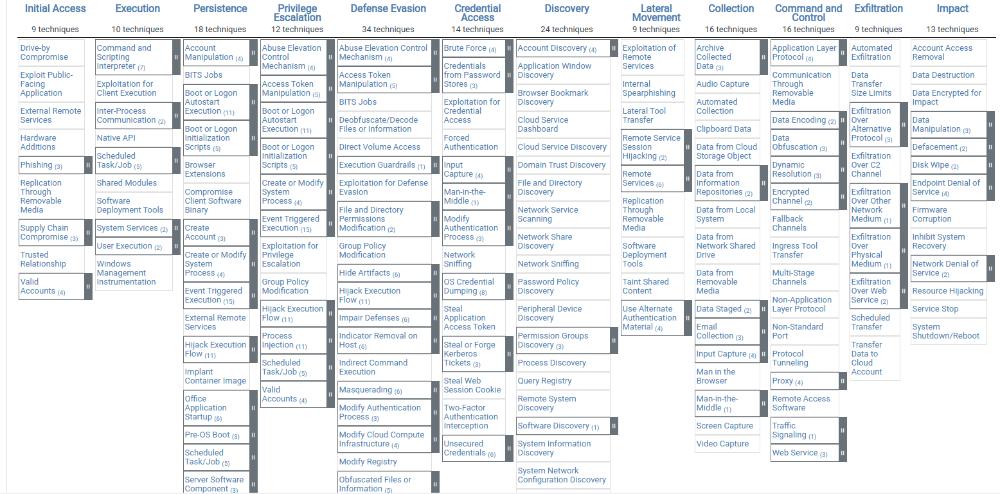 Initial Access
9 techniques
Drive-by
Compromise
Exploit Public-
Facing
Application
External Remote
Services
Hardware
Additions
Phishing (3)
Replication
Through
Removable
Media
Supply Chain
Compromise (3)
Trusted
Relationship
Valid
Accounts (4)
Execution
10 techniques
Command and
Scripting
Interpreter (7)
Exploitation for
Client Execution
Inter-Process
Communication (2)
Native API
Scheduled
Task/Job (5)
Shared Modules
Software
Deployment Tools
System Services (2)
User Execution (2)
Windows
Management
Instrumentation
Persistence
18 techniques
Account
Manipulation (4)
BITS Jobs
Boot or Logon
Autostart
Execution (11)
Boot or Logon
Initialization
Scripts (5)
Browser
Extensions
Compromise
Client Software
Binary
Create
Account (3)
Create or Modify
System
Process (4)
Event Triggered
Execution (15)
External Remote
Services
Hijack Execution
Flow (11)
Implant
Container Image
Office
Application
Startup (6)
Pre-OS Boot (3)
Scheduled
Task/Job (5)
Server Software
Component (3)
Privilege
Escalation
12 techniques
Abuse Elevation
Control
Mechanism (4)
Access Token
Manipulation (5)
Boot or Logon
Autostart
Execution (11)
Boot or Logon
Initialization
Scripts (5)
Create or Modify
System
Process (4)
Event Triggered
Execution (15)
Exploitation for
Privilege
Escalation
Group Policy
Modification
Hijack Execution
Flow (11)
Process
Injection (11)
Scheduled
Task/Job (5)
Valid
Accounts (4)
Defense Evasion
34 techniques
Abuse Elevation Control
Mechanism (4)
Access Token
Manipulation (5)
BITS Jobs
Deobfuscate/Decode
Files or Information
Direct Volume Access
Execution Guardrails (1)
Exploitation for Defense
Evasion
File and Directory
Permissions
Modification (2)
Group Policy
Modification
Hide Artifacts (6)
Hijack Execution
Flow (11)
Impair Defenses (6)
Indicator Removal on
Host (6)
Indirect Command
Execution
Masquerading (6)
Modify Authentication
Process (3)
Modify Cloud Compute
Infrastructure (4)
Modify Registry
Obfuscated Files or
Information (5)
Credential
Access
14 techniques
Brute Force (4)
Credentials
from Password
Stores (3)
Exploitation for
Credential
Access
Forced
Authentication
Input
Capture (4)
Man-in-the-
Middle (1)
Modify
Authentication
Process (3)
Network
Sniffing
OS Credential
Dumping (8)
Steal
Application
Access Token
Steal or Forge
Kerberos
Tickets (3)
Steal Web
Session Cookie
Two-Factor
Authentication
Interception
Unsecured
Credentials (6)
Discovery
24 techniques
Account Discovery (4)
Application Window
Discovery
Browser Bookmark
Discovery
Cloud Service
Dashboard
Cloud Service Discovery
Domain Trust Discovery
File and Directory
Discovery
Network Service
Scanning
Network Share
Discovery
Network Sniffing
Password Policy
Discovery
Peripheral Device
Discovery
Permission Groups
Discovery (3)
Process Discovery
Query Registry
Remote System
Discovery
Software Discovery (1)
System Information
Discovery
System Network
Configuration Discovery
Lateral
Movement
9 techniques
Exploitation of
Remote
Services
Internal
Spearphishing
Lateral Tool
Transfer
Remote Service
Session
Hijacking (2)
Remote
Services (6)
Replication
Through
Removable
Media
Software
Deployment
Tools
Taint Shared
Content
Use Alternate
Authentication
Material (4)
Collection
16 techniques
Archive
Collected
Data (3)
Audio Capture
Automated
Collection
Clipboard Data
Data from Cloud
Storage Object
Data from
Information
Repositories (2)
Data from Local
System
Data from
Network Shared
Drive
Data from
Removable
Media
Data Staged (2)
Email
Collection (3)
Input Capture (4)
Man in the
Browser
Man-in-the-
Middle (1)
Screen Capture
Video Capture
Command and
Control
16 techniques
Application Layer
Protocol (4)
Communication
Through
Removable
Media
Data Encoding (2)
Data
Obfuscation (3)
Dynamic
Resolution (3)
Encrypted
Channel (2)
Fallback
Channels
Ingress Tool
Transfer
Multi-Stage
Channels
Non-Application
Layer Protocol
Non-Standard
Port
Protocol
Tunneling
Proxy (4)
Remote Access
Software
Traffic
Signaling (1)
Web Service (3)
Exfiltration
9 techniques
Automated
Exfiltration
Data
Transfer
Size Limits
Exfiltration
Over
Alternative
Protocol (3)
Exfiltration
Over C2
Channel
Exfiltration
Over Other
Network
Medium (1)
Exfiltration
Over
Physical
Medium (1)
Exfiltration
Over Web
Service (2)
Scheduled
Transfer
Transfer
Data to
Cloud
Account
Impact
13 techniques
Account Access
Removal
Data Destruction
Data Encrypted for
Impact
Data
Manipulation (3)
Defacement (2)
Disk Wipe (2)
Endpoint Denial of
Service (4)
Firmware
Corruption
Inhibit System
Recovery
Network Denial of
Service (2)
Resource Hijacking
Service Stop
System
Shutdown/Reboot